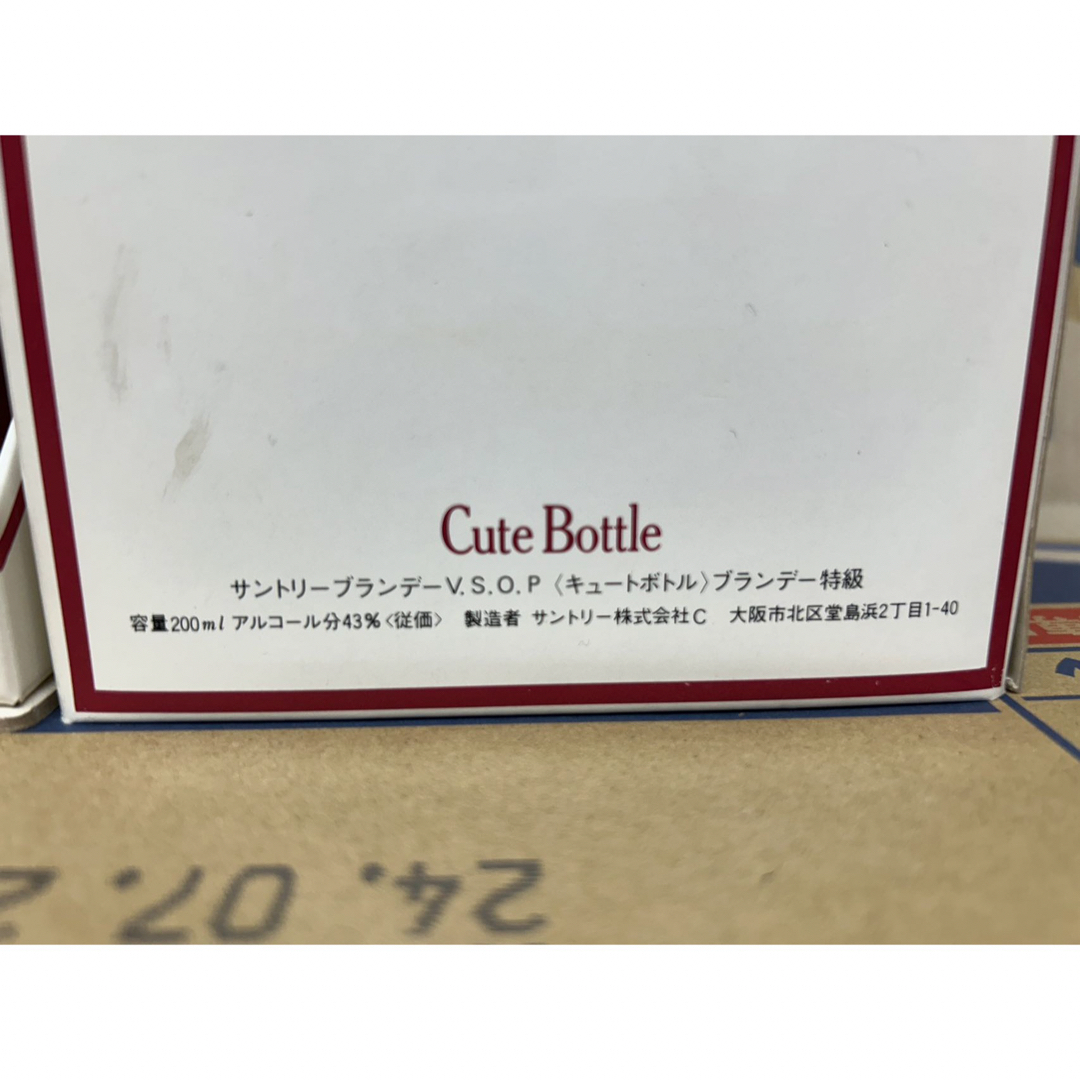 Cute Bottle
サントリーブランデーV.S.O.P〈キュートボトル〉ブランデー特級
容量200ml アルコール分43%〈従価〉 製造者 サントリー株式会社C 大阪市北区堂島浜2丁目1-40
24.07.2